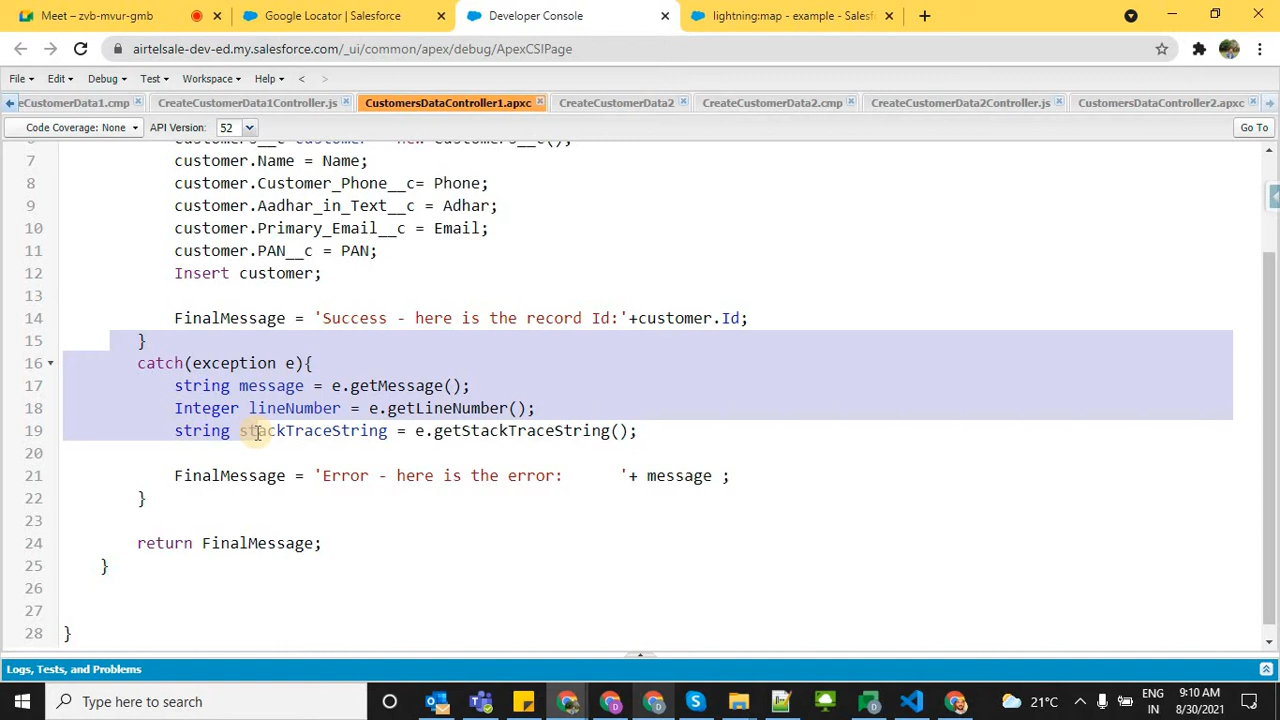 Meet – zvb-mvur-gmb
Google Locator | Salesforce
Developer Console
lightning:map - example - Salesf
airtelsale-dev-ed.my.salesforce.com/_ui/common/apex/debug/ApexCSIPage
File Edit Debug Test Workspace Help < >
eCustomerData1.cmp CreateCustomerData1Controller.js CustomersDataController1.apxc CreateCustomerData2 CreateCustomerData2.cmp CreateCustomerData2Controller.js CustomersDataController2.apxc
Code Coverage: None API Version: 52 Go To
7 customer.Name = Name;
8 customer.Customer_Phone__c= Phone;
9 customer.Aadhar_in_Text__c = Adhar;
10 customer.Primary_Email__c = Email;
11 customer.PAN__c = PAN;
12 Insert customer;
13
14 FinalMessage = 'Success - here is the record Id:'+customer.Id;
15 }
16 catch(exception e){
17 string message = e.getMessage();
18 Integer lineNumber = e.getLineNumber();
19 string stackTraceString = e.getStackTraceString();
20
21 FinalMessage = 'Error - here is the error: '+ message ;
22 }
23
24 return FinalMessage;
25 }
26
27
28 }
Logs, Tests, and Problems
Type here to search
21°C
ENG
IN
9:10 AM
8/30/2021